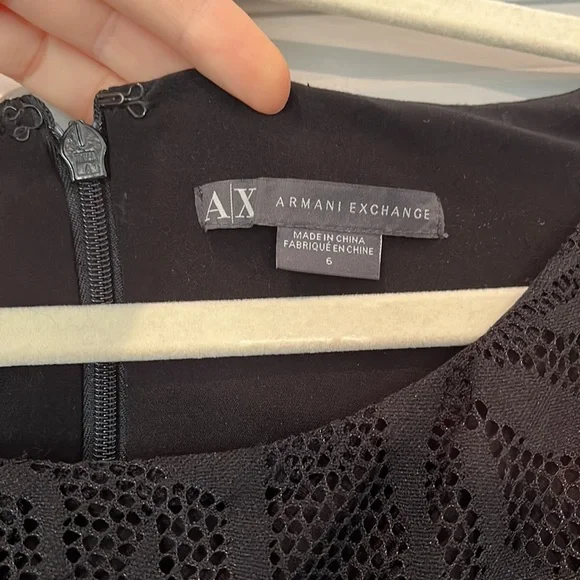 A|X ARMANI EXCHANGE
MADE IN CHINA
FABRIQUÉ EN CHINE
6